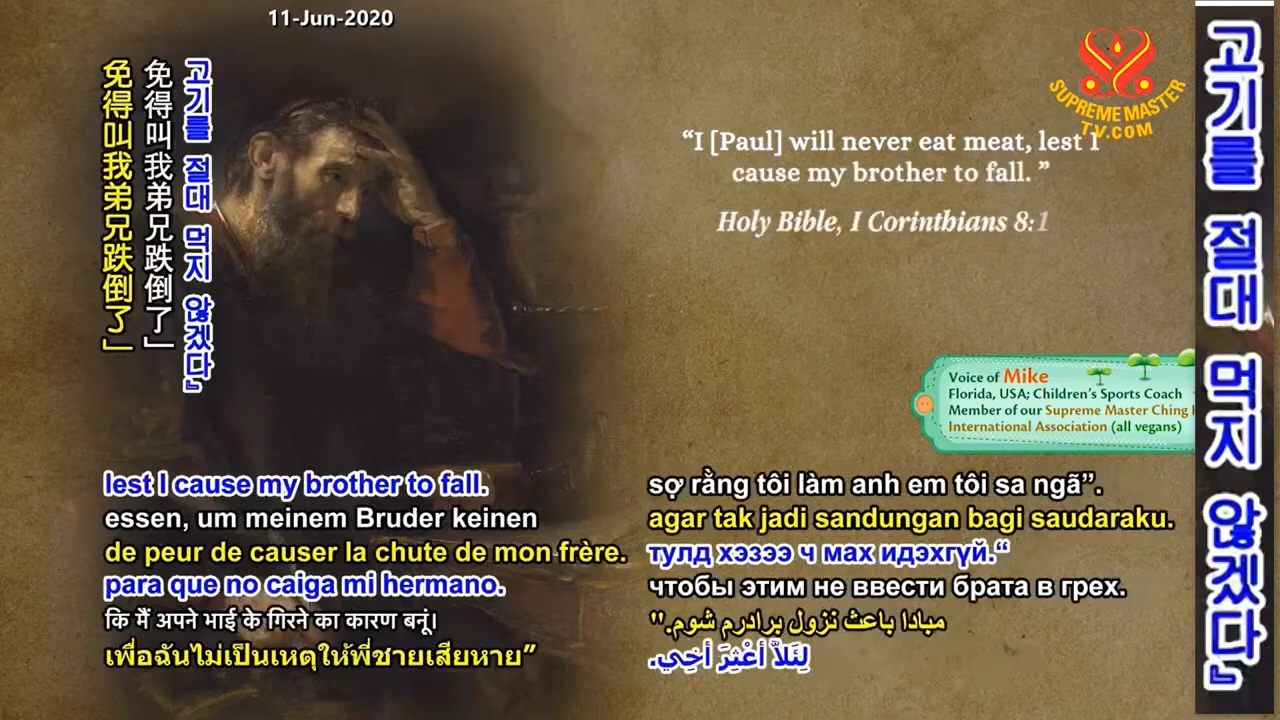 11-Jun-2020
고기를 절대 먹지 않겠다』
免得叫我弟兄跌倒了」
免得叫我弟兄跌倒了」
SUPREME MASTER
TV.COM
“I [Paul] will never eat meat, lest I
cause my brother to fall. ”
Holy Bible, I Corinthians 8:1
Voice of Mike
Florida, USA; Children's Sports Coach
Member of our Supreme Master Ching
International Association (all vegans)
lest I cause my brother to fall.
essen, um meinem Bruder keinen
de peur de causer la chute de mon frère.
para que no caiga mi hermano.
कि मैं अपने भाई के गिरने का कारण बनूं।
เพื่อฉันไม่เป็นเหตุให้พี่ชายเสียหาย”
sợ rằng tôi làm anh em tôi sa ngã”.
agar tak jadi sandungan bagi saudaraku.
тулд хэзээ ч мах идэхгүй.“
чтобы этим не ввести брата в грех.
مبادا باعث نزول برادرم شوم."
لِئَلاَّ أُعْثِرَ أَخِي.
고기를 절대 먹지 않겠다』